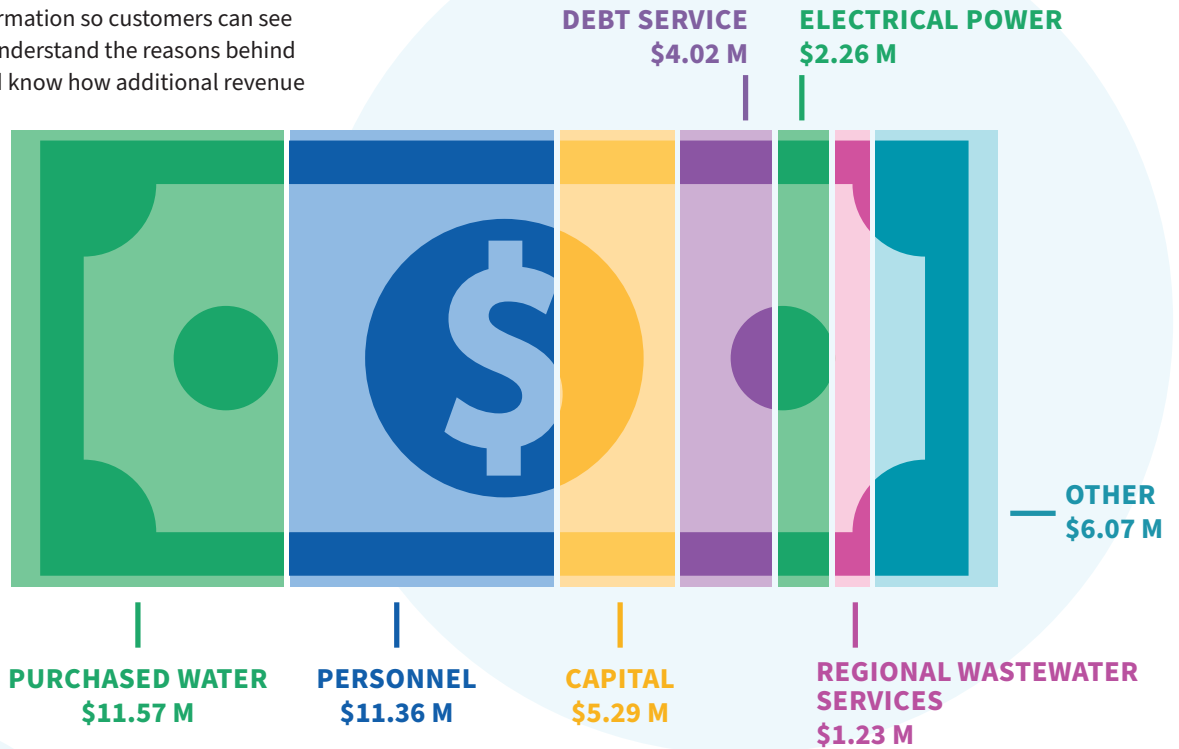 rmation so customers can see
nderstand the reasons behind
know how additional revenue
DEBT SERVICE
$4.02 M
ELECTRICAL POWER
$2.26 M
$
OTHER
$6.07 M
PURCHASED WATER
$11.57 M
PERSONNEL
$11.36 M
CAPITAL
$5.29 M
REGIONAL WASTEWATER
SERVICES
$1.23 M